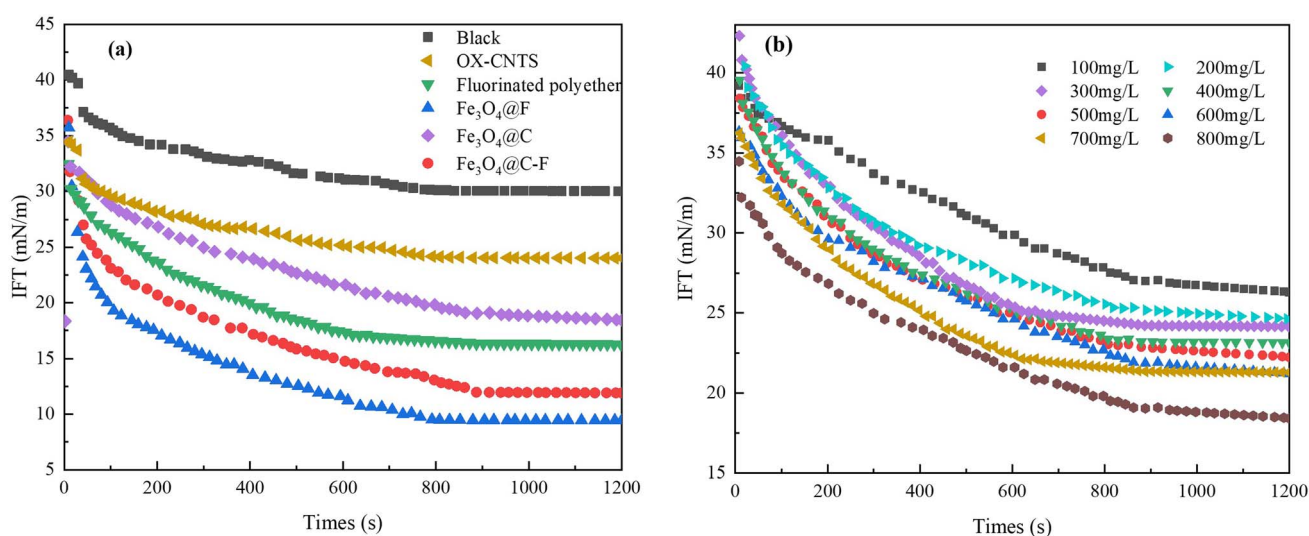 (a)
Black
OX-CNTS
Fluorinated polyether
Fe₃O₄@F
Fe₃O₄@C
Fe₃O₄@C-F
45
40
35
30
25
20
15
10
5
IFT (mN/m)
0 200 400 600 800 1000 1200
Times (s)
(b)
100mg/L 200mg/L
300mg/L 400mg/L
500mg/L 600mg/L
700mg/L 800mg/L
40
35
30
25
20
15
IFT (mN/m)
0 200 400 600 800 1000 1200
Times (s)